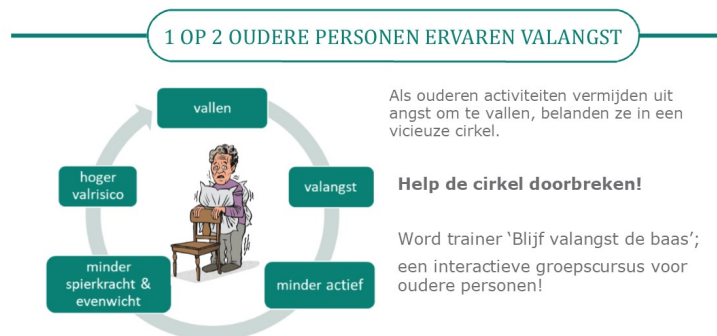 1 OP 2 OUDERE PERSONEN ERVAREN VALANGST
vallen
valangst
minder actief
minder
spierkracht &
evenwicht
hoger
valrisico
Als ouderen activiteiten vermijden uit
angst om te vallen, belanden ze in een
vicieuze cirkel.
Help de cirkel doorbreken!
Word trainer ‘Blijf valangst de baas’;
een interactieve groepscursus voor
oudere personen!